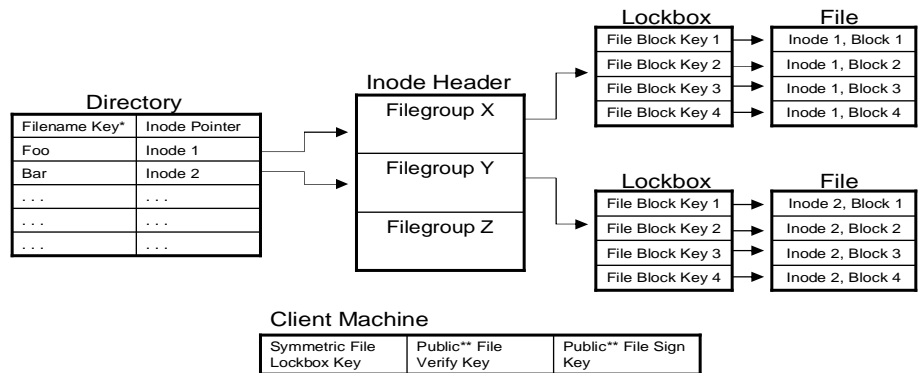 Directory
Filename Key* Inode Pointer
Foo Inode 1
Bar Inode 2
. . . . . .
. . . . . .
. . . . . .
Inode Header
Filegroup X
Filegroup Y
Filegroup Z
Lockbox File
File Block Key 1 Inode 1, Block 1
File Block Key 2 Inode 1, Block 2
File Block Key 3 Inode 1, Block 3
File Block Key 4 Inode 1, Block 4
Lockbox File
File Block Key 1 Inode 2, Block 1
File Block Key 2 Inode 2, Block 2
File Block Key 3 Inode 2, Block 3
File Block Key 4 Inode 2, Block 4
Client Machine
Symmetric File Public** File Public** File Sign
Lockbox Key Verify Key Key